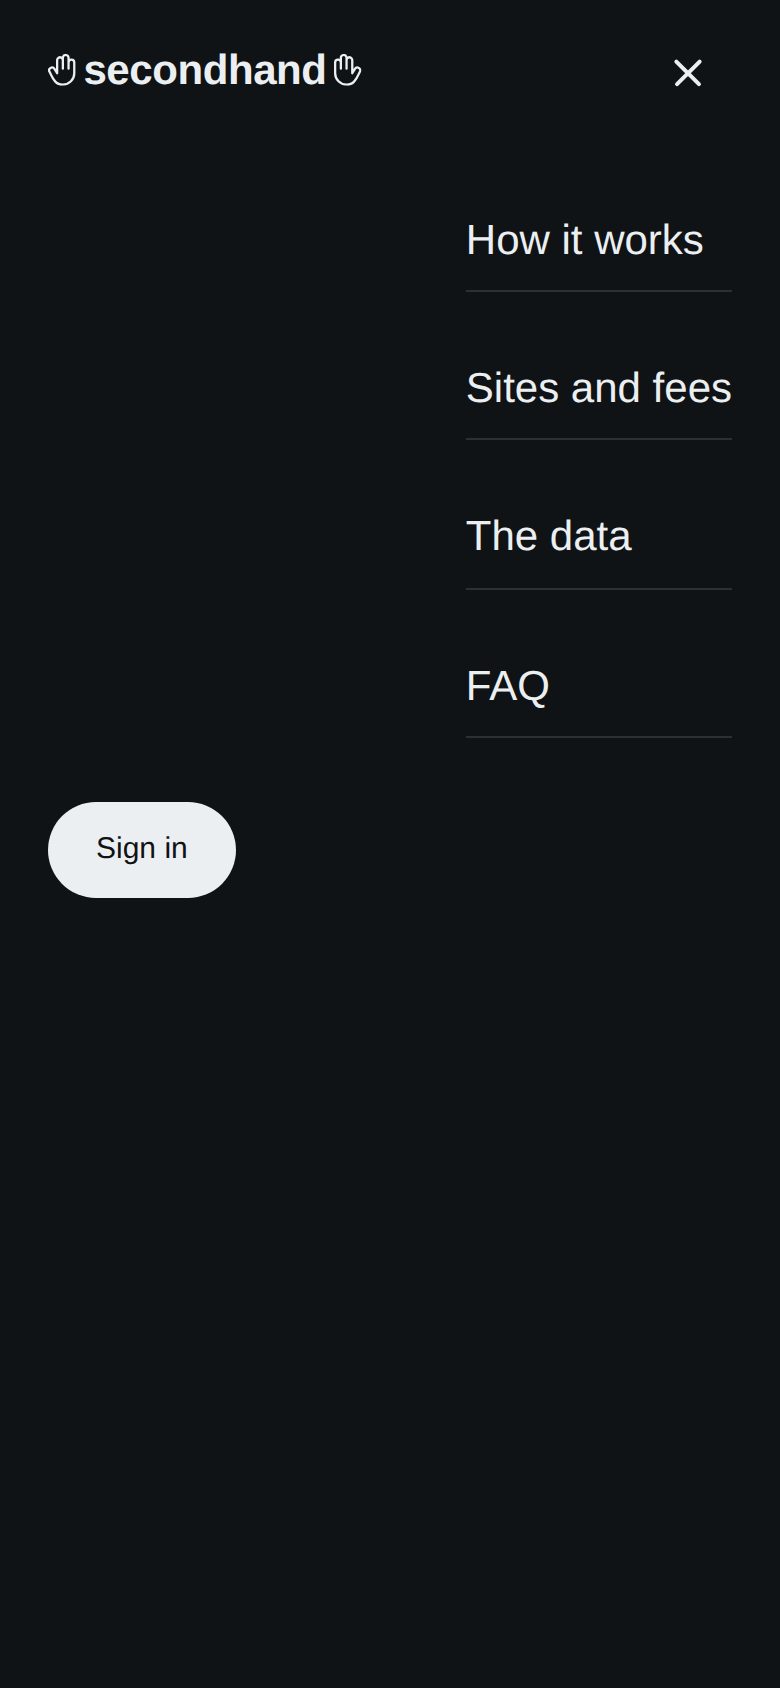 secondhand
How it works
Sites and fees
The data
FAQ
Sign in